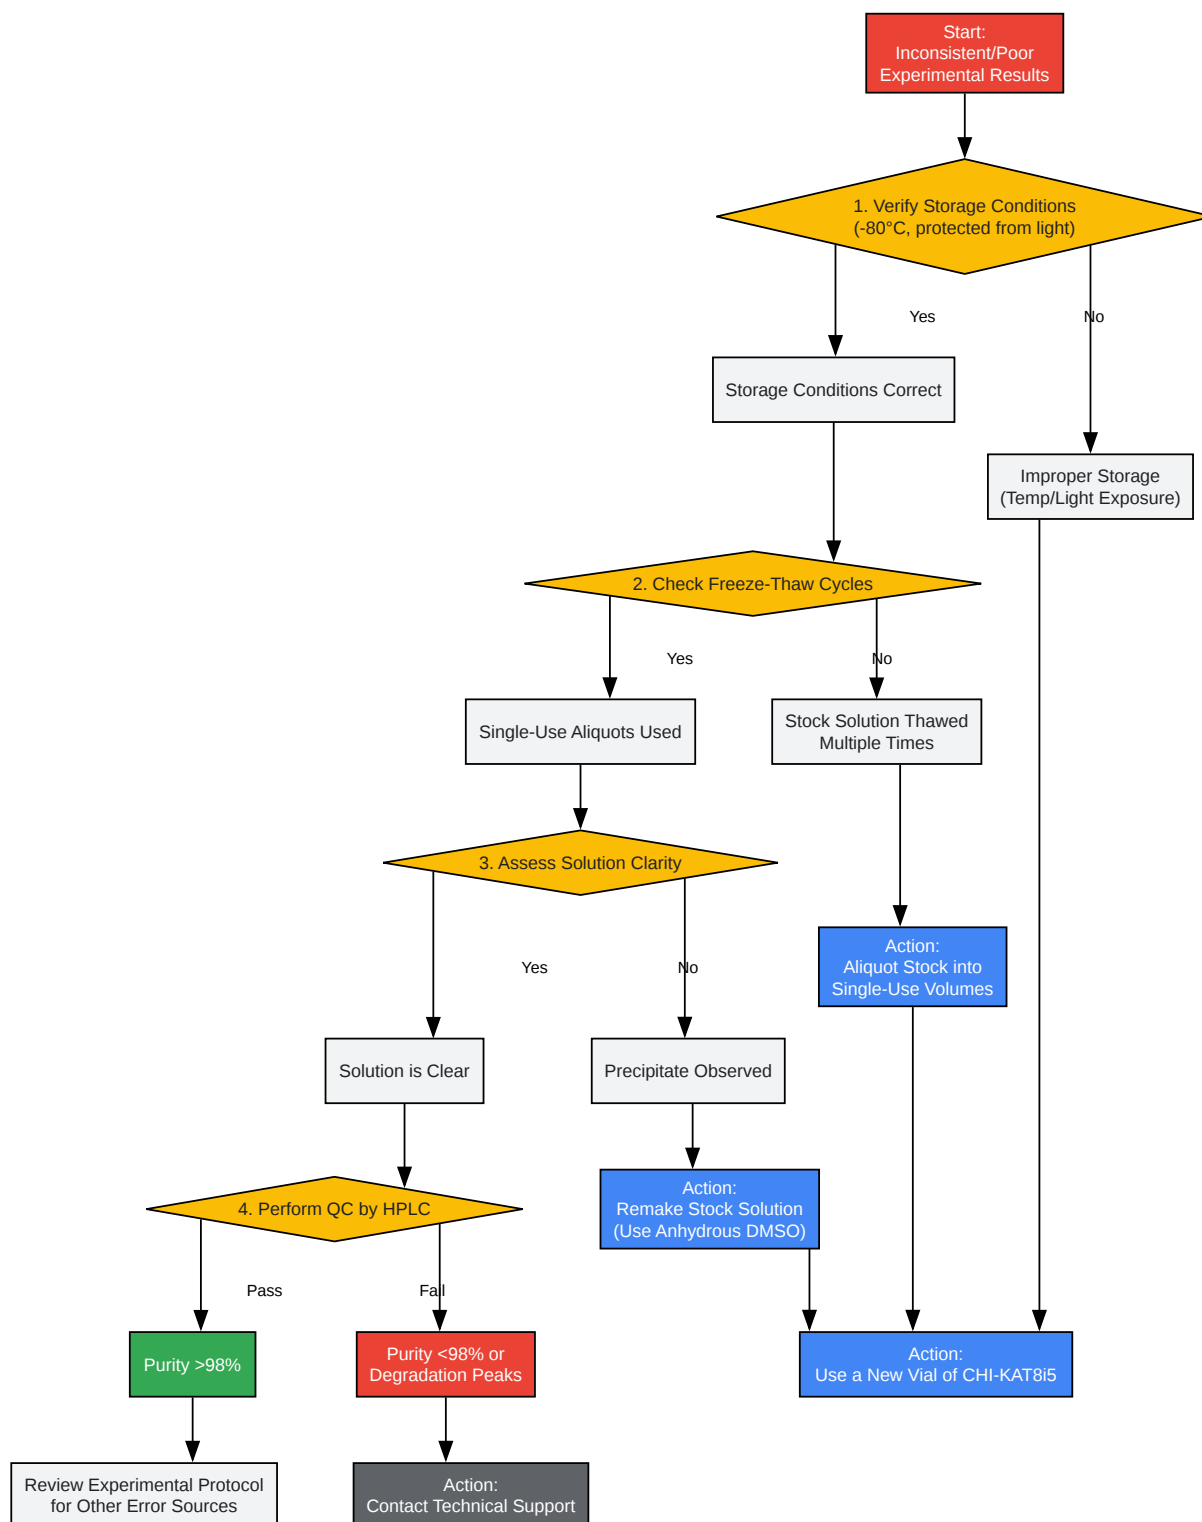 Start:
Inconsistent/Poor
Experimental Results
1. Verify Storage Conditions
(-80°C, protected from light)
Yes
No
Storage Conditions Correct
Improper Storage
(Temp/Light Exposure)
2. Check Freeze-Thaw Cycles
Yes
No
Single-Use Aliquots Used
Stock Solution Thawed
Multiple Times
3. Assess Solution Clarity
Action:
Aliquot Stock into
Single-Use Volumes
Yes
No
Solution is Clear
Precipitate Observed
Action:
Remake Stock Solution
(Use Anhydrous DMSO)
4. Perform QC by HPLC
Pass
Fail
Purity >98%
Purity <98% or
Degradation Peaks
Action:
Use a New Vial of CHI-KAT8i5
Review Experimental Protocol
for Other Error Sources
Action:
Contact Technical Support